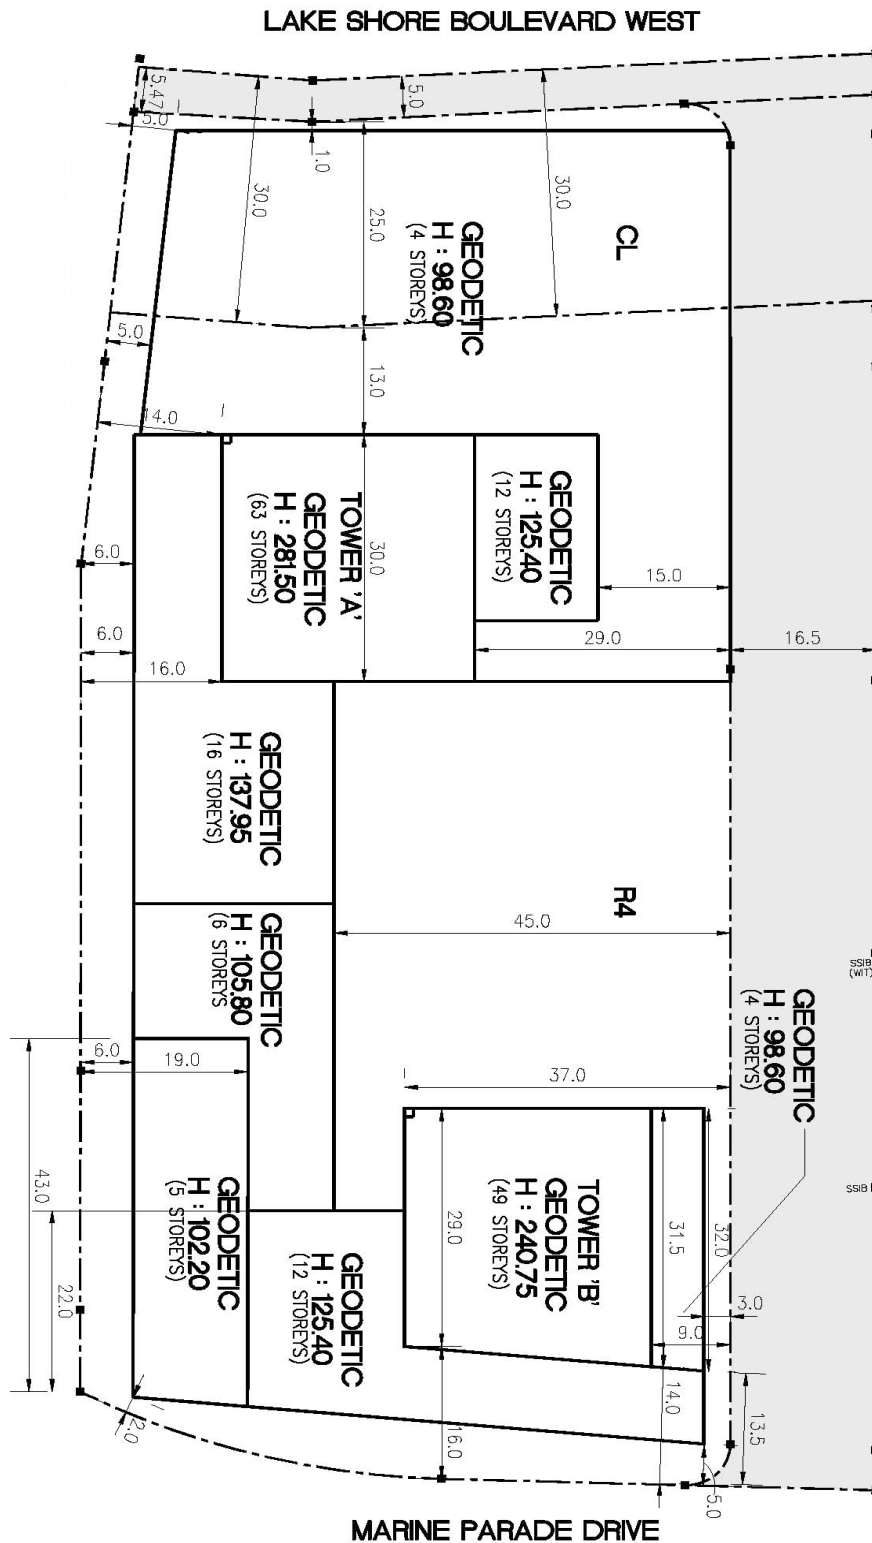 LAKE SHORE BOULEVARD WEST
5.47
5.0
5.0
1.0
30.0
25.0
30.0
CL
GEODETIC
H : 98.60
(4 STOREYS)
5.0
13.0
14.0
TOWER 'A'
GEODETIC
H : 281.50
(63 STOREYS)
30.0
GEODETIC
H : 125.40
(12 STOREYS)
6.0
15.0
6.0
29.0
16.5
16.0
GEODETIC
H : 137.95
(16 STOREYS)
R4
45.0
GEODETIC
H : 105.80
(6 STOREYS
SSIB
(WIT)
GEODETIC
H : 98.60
(4 STOREYS)
6.0
19.0
37.0
43.0
22.0
GEODETIC
H : 102.20
(5 STOREYS)
GEODETIC
H : 125.40
(12 STOREYS)
29.0
TOWER 'B'
GEODETIC
H : 240.75
(49 STOREYS)
31.5
32.0
SSIB
3.0
9.0
14.0
13.5
2.0
16.0
5.0
MARINE PARADE DRIVE